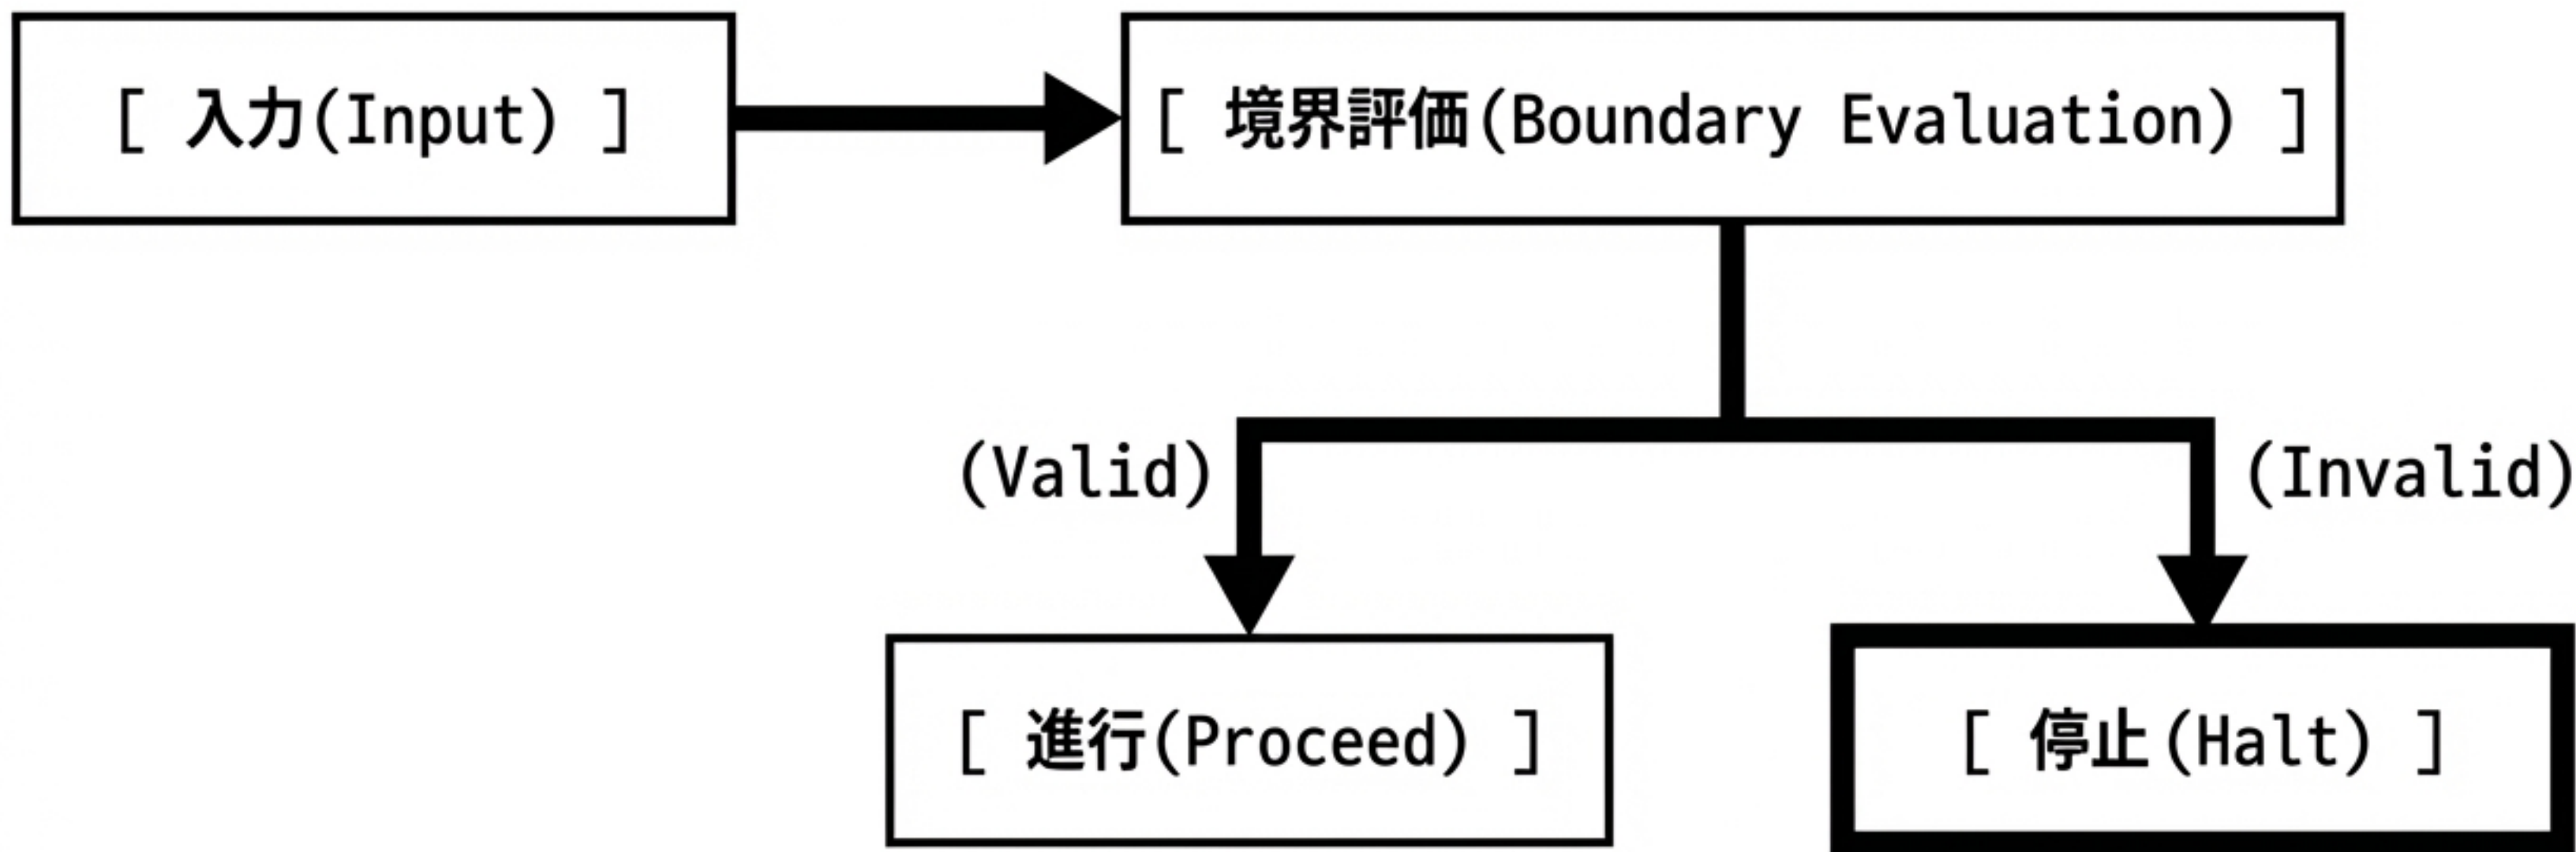 [ 入力(Input) ]
[ 境界評価(Boundary Evaluation) ]
(Valid)
(Invalid)
[ 進行(Proceed) ]
[ 停止(Halt) ]